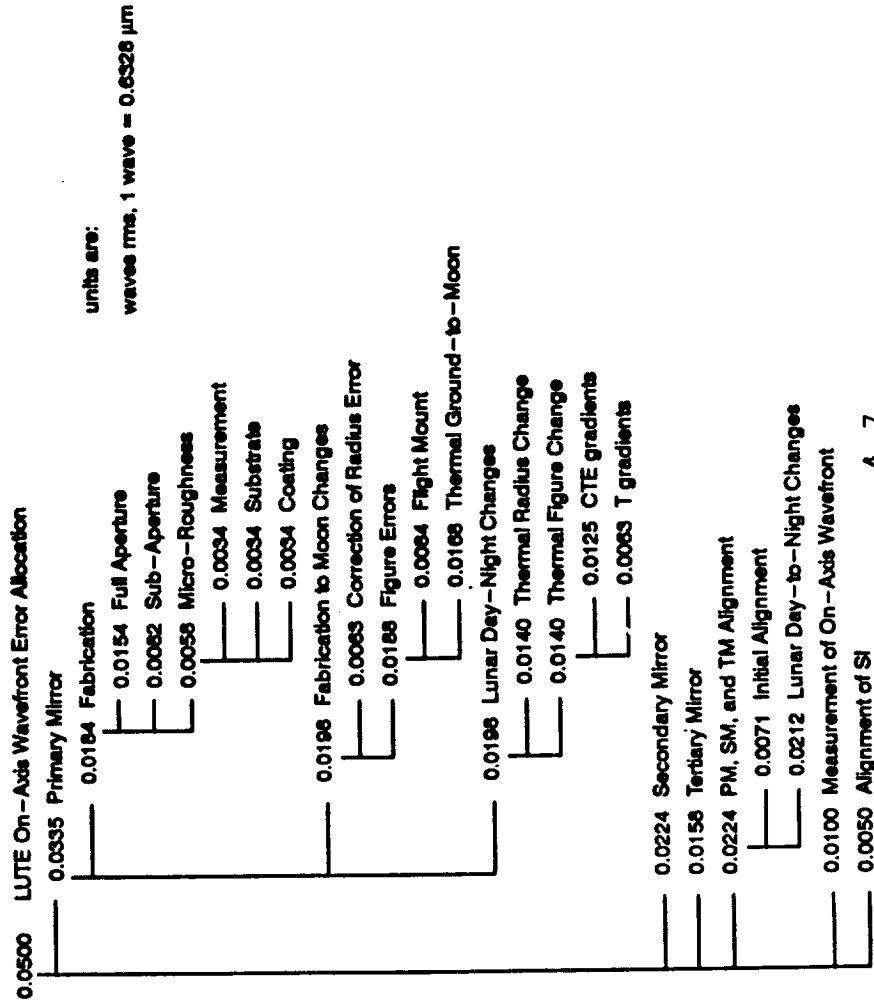 0.0500 LUTE On-Axis Wavefront Error Allocation
0.0335 Primary Mirror
units are:
waves rms, 1 wave = 0.6328 µm
0.0184 Fabrication
0.0154 Full Aperture
0.0082 Sub-Aperture
0.0058 Micro-Roughness
0.0034 Measurement
0.0034 Substrate
0.0034 Coating
0.0198 Fabrication to Moon Changes
0.0063 Correction of Radius Error
0.0188 Figure Errors
0.0084 Flight Mount
0.0168 Thermal Ground-to-Moon
0.0198 Lunar Day-Night Changes
0.0140 Thermal Radius Change
0.0140 Thermal Figure Change
0.0125 CTE gradients
0.0063 T gradients
0.0224 Secondary Mirror
0.0158 Tertiary Mirror
0.0224 PM, SM, and TM Alignment
0.0071 Initial Alignment
0.0212 Lunar Day-to-Night Changes
0.0100 Measurement of On-Axis Wavefront
0.0050 Alignment of SI